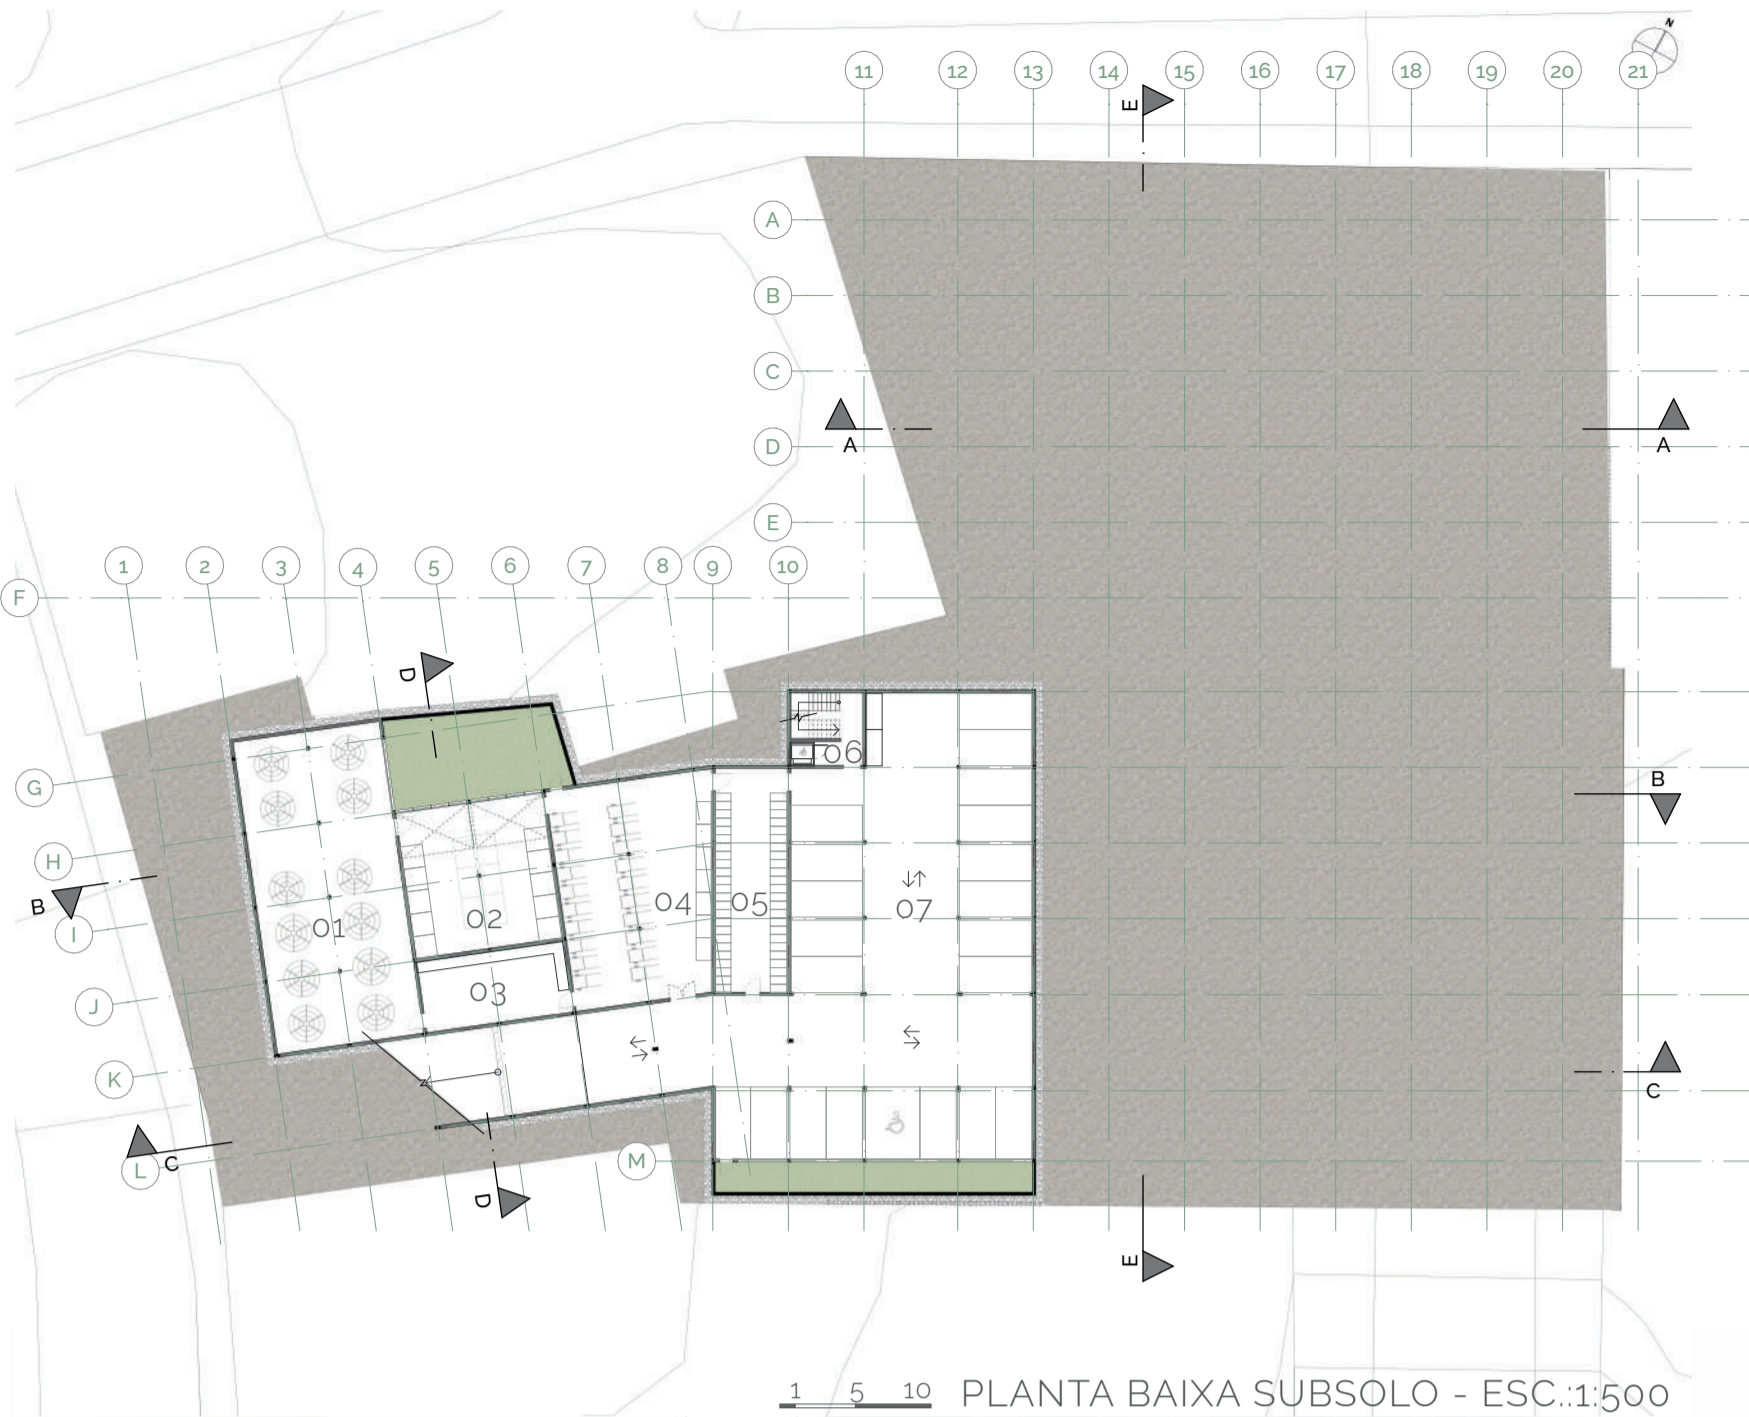 N
11 12 13 14 15 16 17 18 19 20 21
E
A
B
C
A A
D
E
1 2 3 4 5 6 7 8 9 10
F
D
06
B
G
H
04 05
B
07
02
01
I
03
J
K
C
M
L
C
D
E
1 5 10 PLANTA BAIXA SUBSOLO - ESC.:1:500